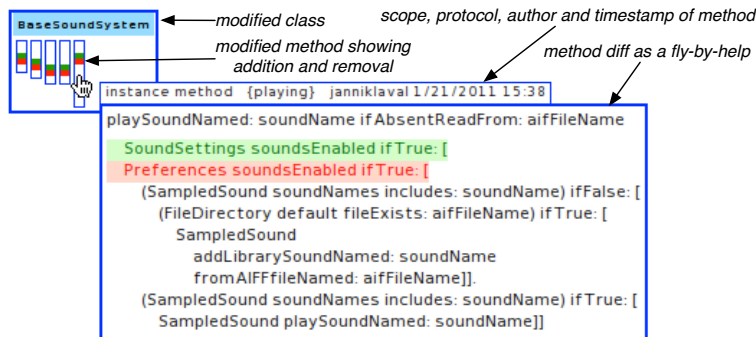 scope, protocol, author and timestamp of method
BaseSoundSystem
modified class
modified method showing
addition and removal
method diff as a fly-by-help
instance method {playing} janniklaval 1/21/2011 15:38
playSoundNamed: soundName ifAbsentReadFrom: aifFileName
SoundSettings soundsEnabled ifTrue: [
Preferences soundsEnabled ifTrue: [
(SampledSound soundNames includes: soundName) ifFalse: [
(FileDirectory default fileExists: aifFileName) ifTrue: [
SampledSound
addLibrarySoundNamed: soundName
fromAIFFfileNamed: aifFileName]].
(SampledSound soundNames includes: soundName) ifTrue: [
SampledSound playSoundNamed: soundName]]